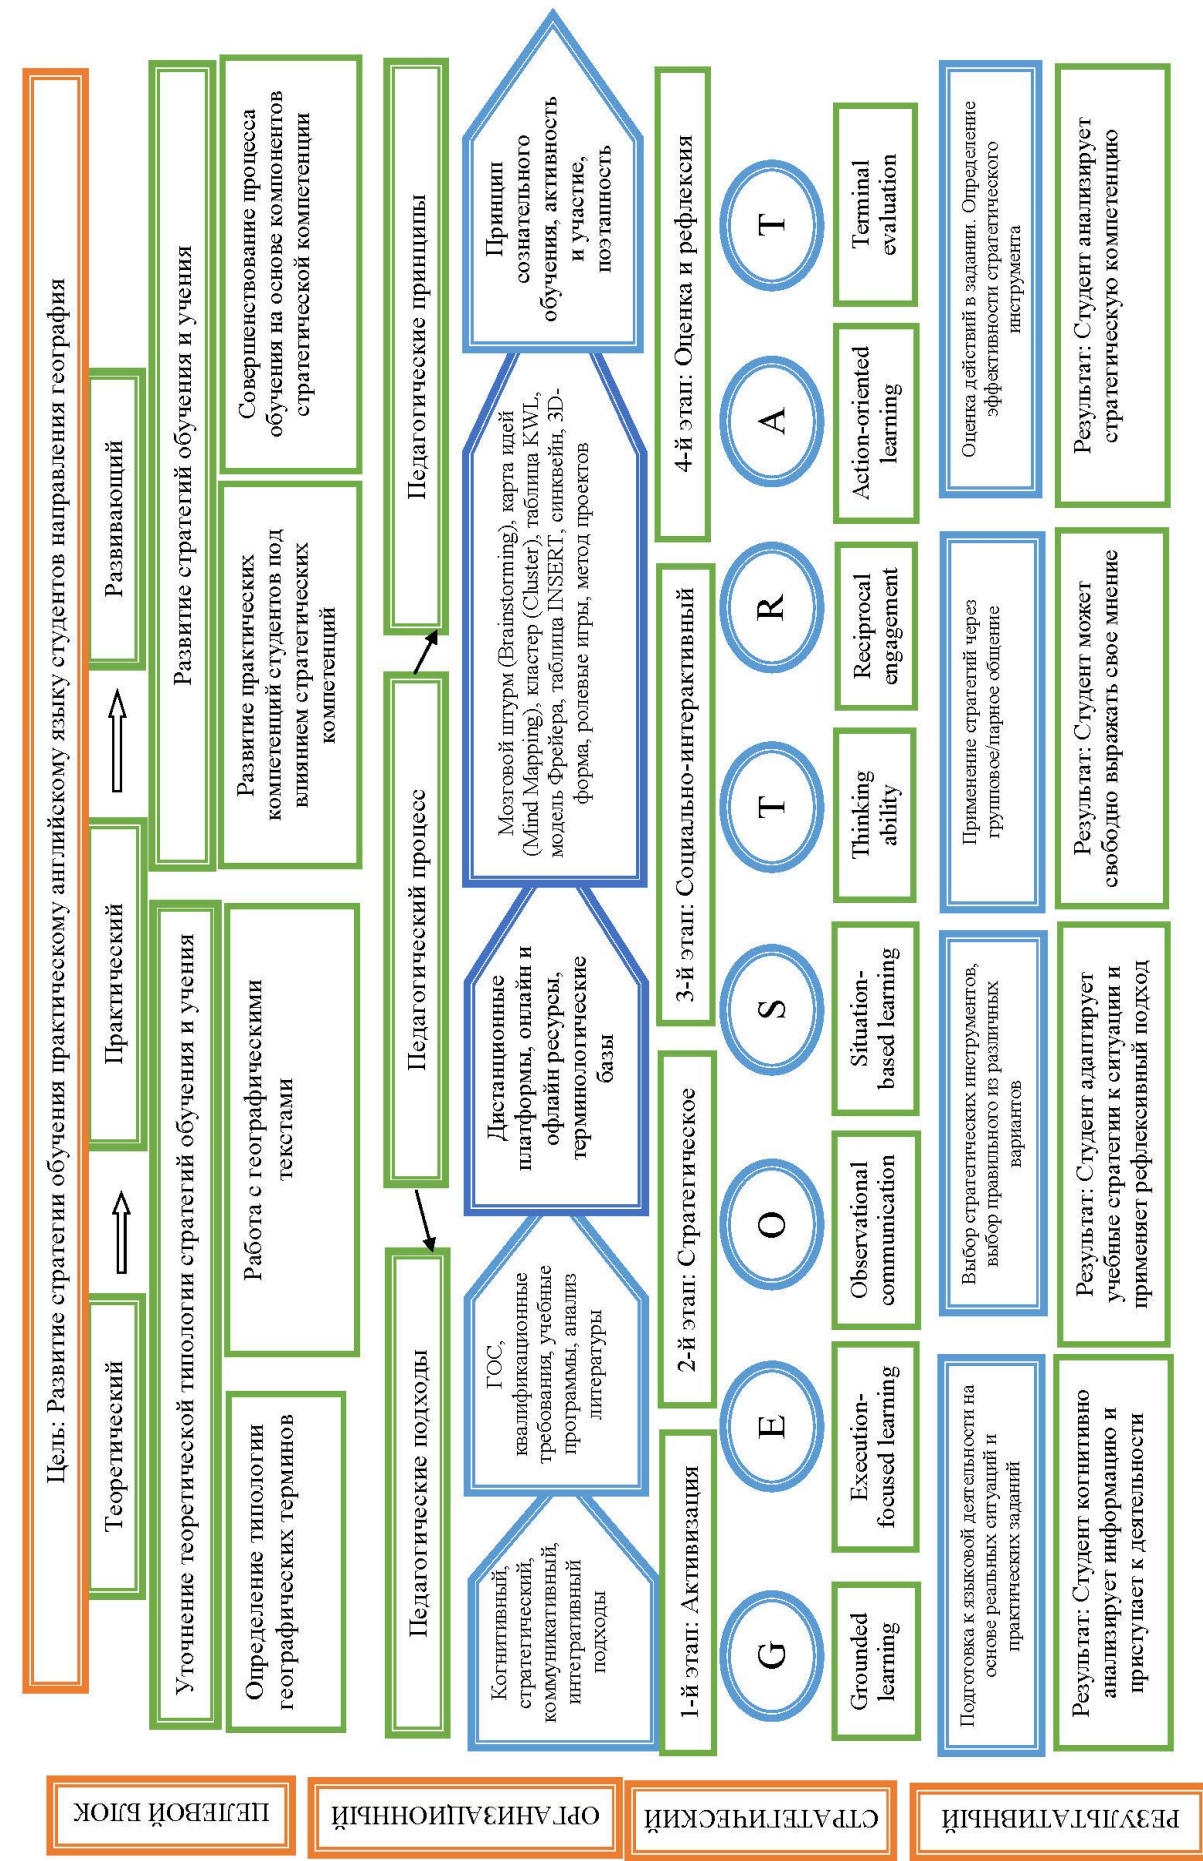 Цель: Развитие стратегии обучения практическому английскому языку студентов направления география
ЦЕЛЕВОЙ БЛОК
Теоретический
Практический
Развивающий
Уточнение теоретической типологии стратегий обучения и учения
Развитие стратегий обучения и учения
Определение типологии
географических терминов
Работа с географическими
текстами
Развитие практических
компетенций студентов под
влиянием стратегических
компетенций
Совершенствование процесса
обучения на основе компонентов
стратегической компетенции
ОРГАНИЗАЦИОННЫЙ
Педагогические подходы
Педагогический процесс
Педагогические принципы
Когнитивный,
стратегический,
коммуникативный,
интегративный
подходы
ГОС,
квалификационные
требования, учебные
программы, анализ
литературы
Дистанционные
платформы, онлайн и
офлайн ресурсы,
терминологические
базы
Мозговой штурм (Brainstorming), карта идей
(Mind Mapping), кластер (Cluster), таблица KWL,
модель Фрейера, таблица INSERT, синквейн, 3D-
форма, ролевые игры, метод проектов
Принцип
сознательного
обучения, активность
и участие,
поэтапность
СТРАТЕГИЧЕСКИЙ
1-й этап: Активизация
2-й этап: Стратегическое
3-й этап: Социально-интерактивный
4-й этап: Оценка и рефлексия
G
E
O
S
T
R
A
T
Grounded
learning
Execution-
focused learning
Observational
communication
Situation-
based learning
Thinking
ability
Reciprocal
engagement
Action-oriented
learning
Terminal
evaluation
РЕЗУЛЬТАТИВНЫЙ
Подготовка к языковой деятельности на
основе реальных ситуаций и
практических заданий
Выбор стратегических инструментов,
выбор правильного из различных
вариантов
Применение стратегий через
групповое/парное общение
Оценка действий в задании. Определение
эффективности стратегического
инструмента
Результат: Студент когнитивно
анализирует информацию и
приступает к деятельности
Результат: Студент адаптирует
учебные стратегии к ситуации и
применяет рефлексивный подход
Результат: Студент может
свободно выражать свое мнение
Результат: Студент анализирует
стратегическую компетенцию